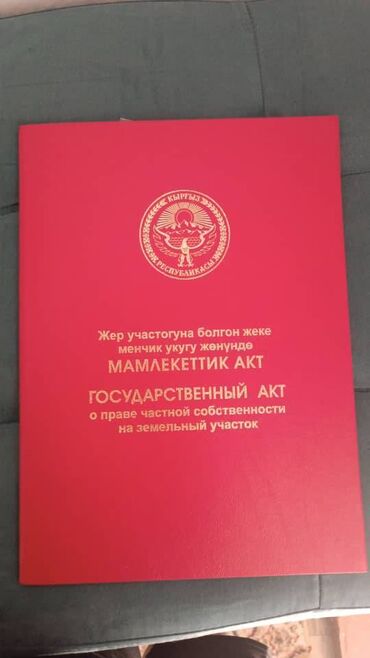 КЫРГЫЗ
РЕСПУБЛИКАСЫ
Жер участогуна болгон жеке
менчик укугу жөнүндө
МАМЛЕКЕТТИК АКТ
ГОСУДАРСТВЕННЫЙ АКТ
о праве частной собственности
на земельный участок